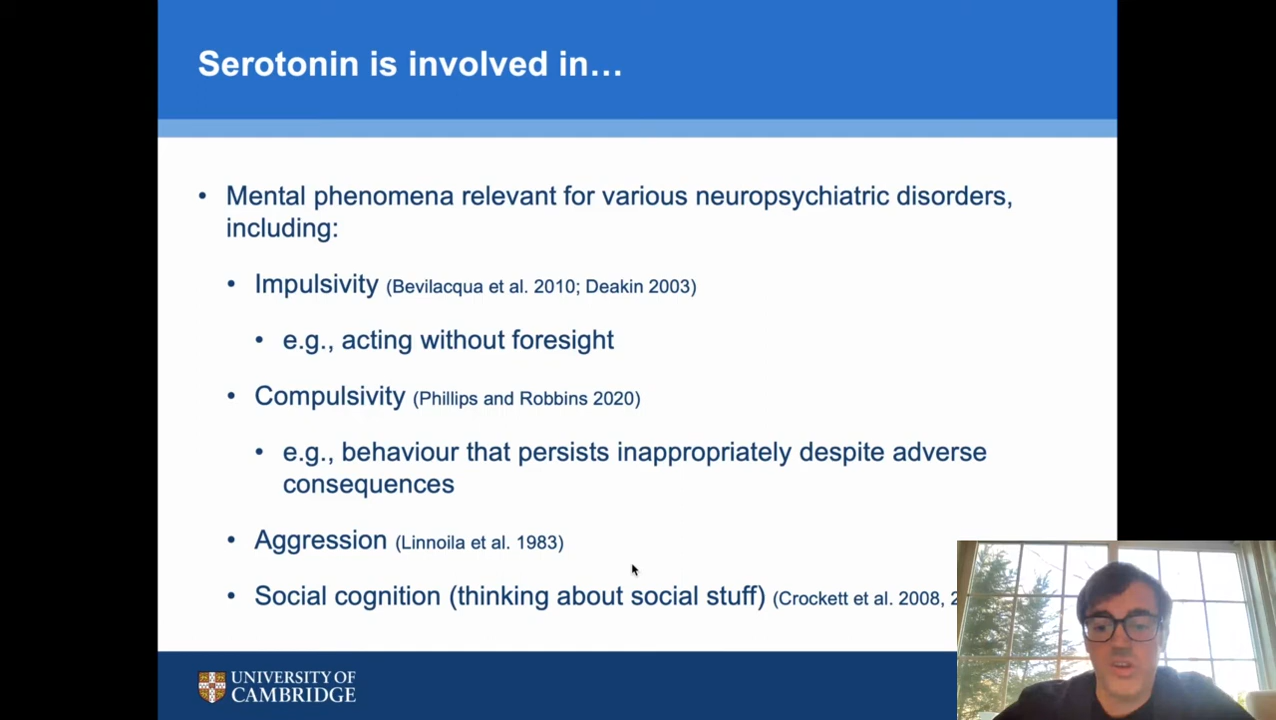 Serotonin is involved in…
• Mental phenomena relevant for various neuropsychiatric disorders,
including:
• Impulsivity (Bevilacqua et al. 2010; Deakin 2003)
• e.g., acting without foresight
• Compulsivity (Phillips and Robbins 2020)
• e.g., behaviour that persists inappropriately despite adverse
consequences
• Aggression (Linnoila et al. 1983)
• Social cognition (thinking about social stuff) (Crockett et al. 2008,
UNIVERSITY OF
CAMBRIDGE